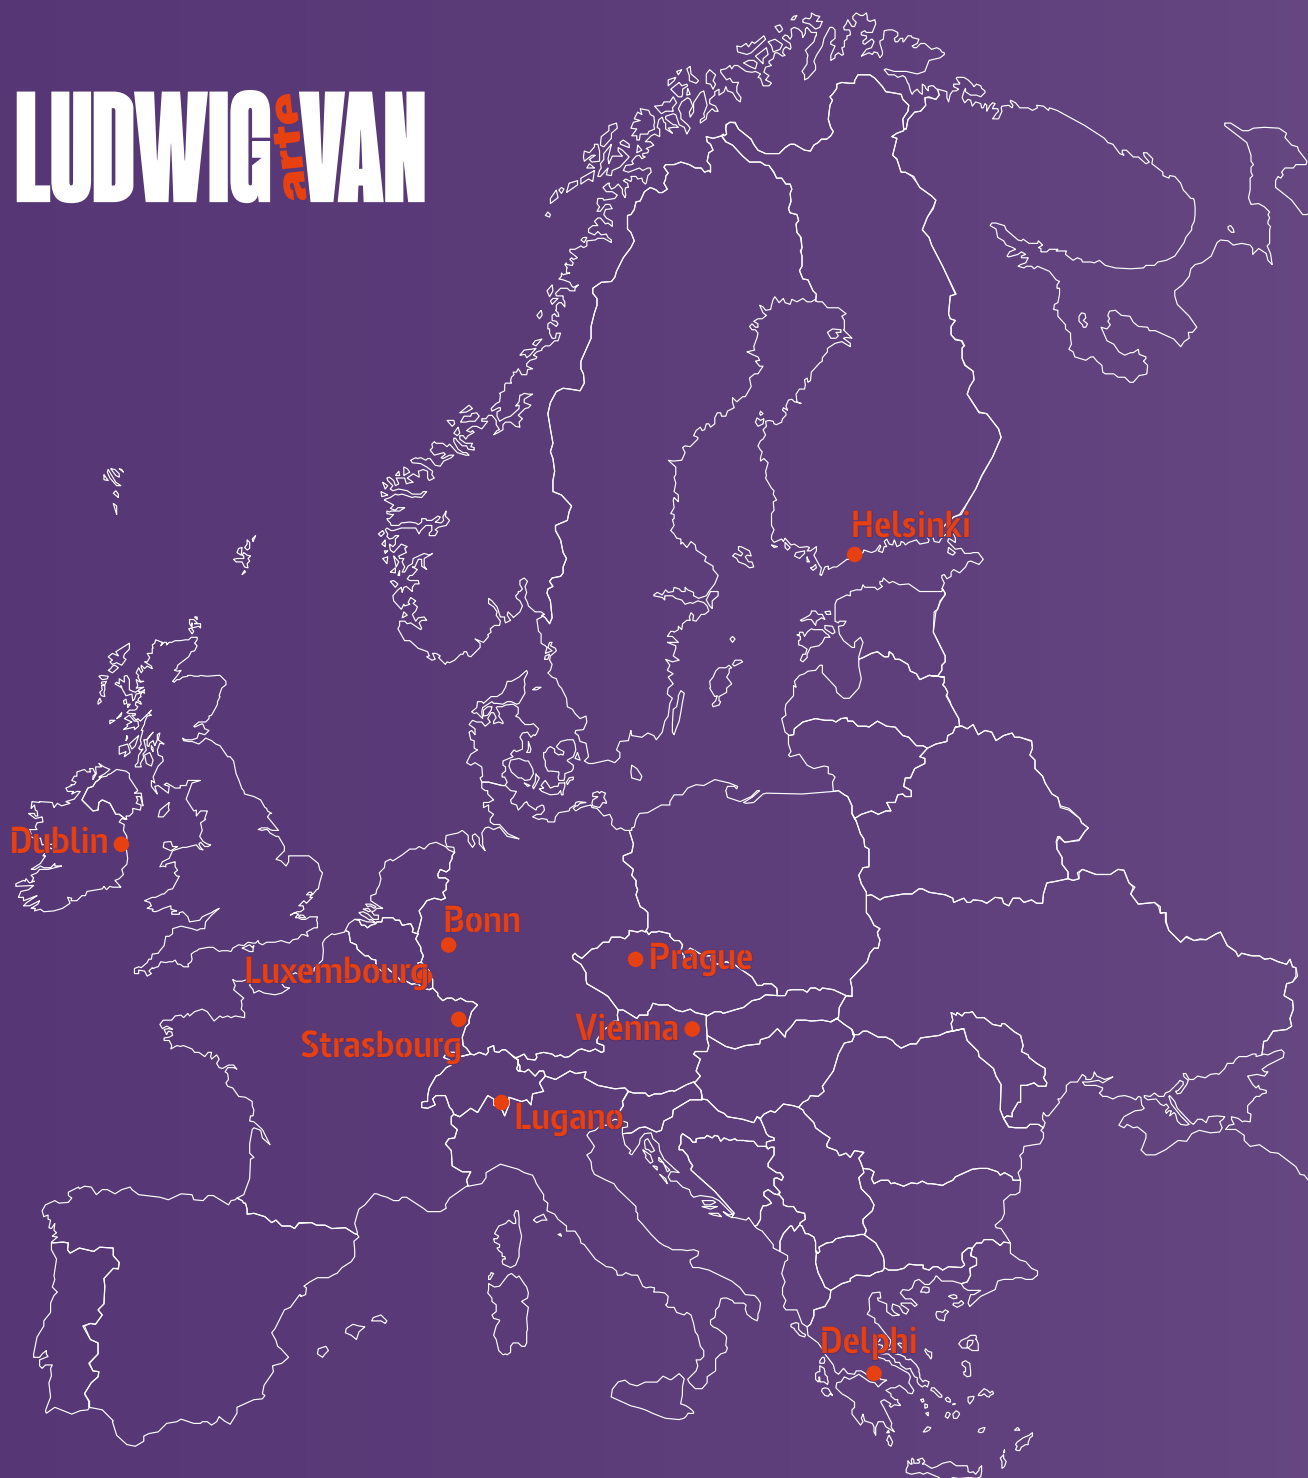 LUDWIG arte VAN
Helsinki
Dublin
Bonn
Prague
Luxembourg
Vienna
Strasbourg
Lugano
Delphi